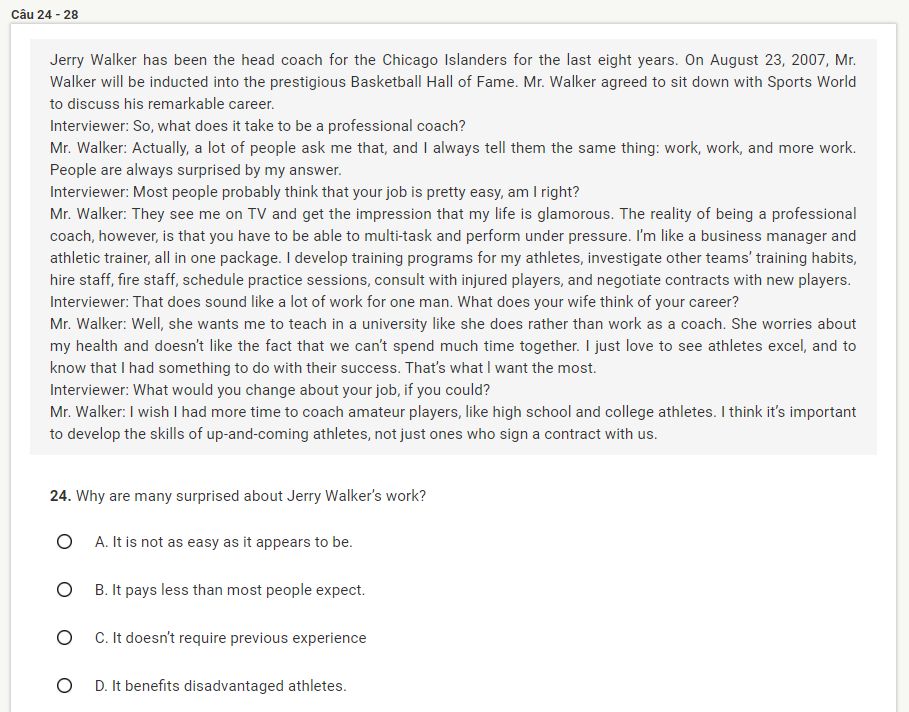 Câu 24 - 28
Jerry Walker has been the head coach for the Chicago Islanders for the last eight years. On August 23, 2007, Mr.
Walker will be inducted into the prestigious Basketball Hall of Fame. Mr. Walker agreed to sit down with Sports World
to discuss his remarkable career.
Interviewer: So, what does it take to be a professional coach?
Mr. Walker: Actually, a lot of people ask me that, and I always tell them the same thing: work, work, and more work.
People are always surprised by my answer.
Interviewer: Most people probably think that your job is pretty easy, am I right?
Mr. Walker: They see me on TV and get the impression that my life is glamorous. The reality of being a professional
coach, however, is that you have to be able to multi-task and perform under pressure. I'm like a business manager and
athletic trainer, all in one package. I develop training programs for my athletes, investigate other teams' training habits,
hire staff, fire staff, schedule practice sessions, consult with injured players, and negotiate contracts with new players.
Interviewer: That does sound like a lot of work for one man. What does your wife think of your career?
Mr. Walker: Well, she wants me to teach in a university like she does rather than work as a coach. She worries about
my health and doesn't like the fact that we can't spend much time together. I just love to see athletes excel, and to
know that I had something to do with their success. That's what I want the most.
Interviewer: What would you change about your job, if you could?
Mr. Walker: I wish I had more time to coach amateur players, like high school and college athletes. I think it's important
to develop the skills of up-and-coming athletes, not just ones who sign a contract with us.
24. Why are many surprised about Jerry Walker's work?
A. It is not as easy as it appears to be.
B. It pays less than most people expect.
C. It doesn't require previous experience
D. It benefits disadvantaged athletes.